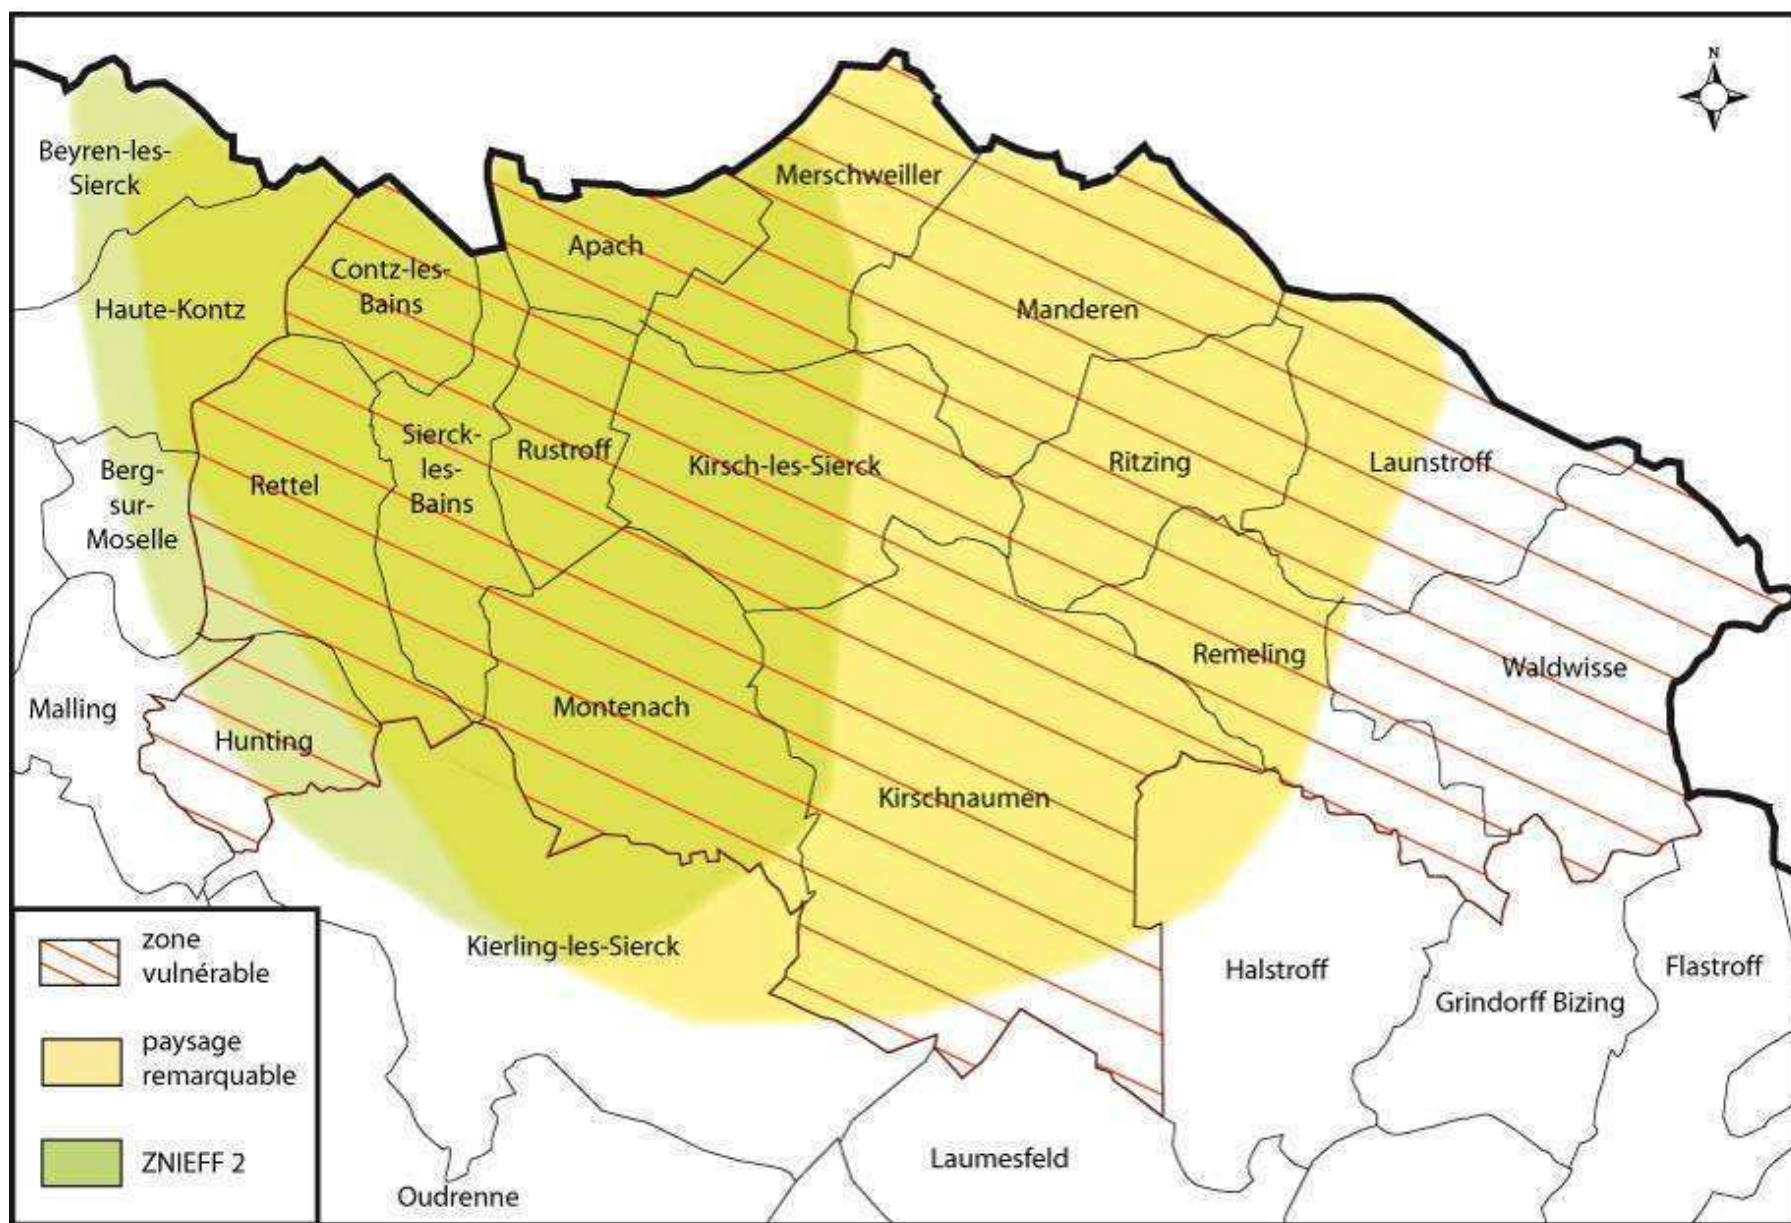 N
Beyren-les-
Sierck
Merschweiller
Apach
Contz-les-
Bains
Haute-Kontz
Manderen
Sierck-
les-
Bains
Rustroff
Kirsch-les-Sierck
Ritzing
Launstroff
Berg-
sur-
Moselle
Rettel
Remeling
Waldwisse
Malling
Hunting
Montenach
Kirschnaumen
Kierling-les-Sierck
Halstroff
Flastroff
Grindorff Bizing
Laumesfeld
Oudrenne
zone
vulnérable
paysage
remarquable
ZNIEFF 2